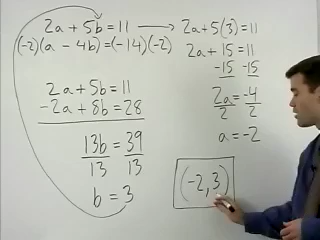 2a + 5b = 11 → 2a + 5(3) = 11
(-2)(a - 4b) = (-14)(-2)
2a + 15 = 11
-15 -15
2a + 5b = 11
-2a + 8b = 28
2a = -4
2 2
13b = 39
13 13
a = -2
b = 3
(-2, 3)